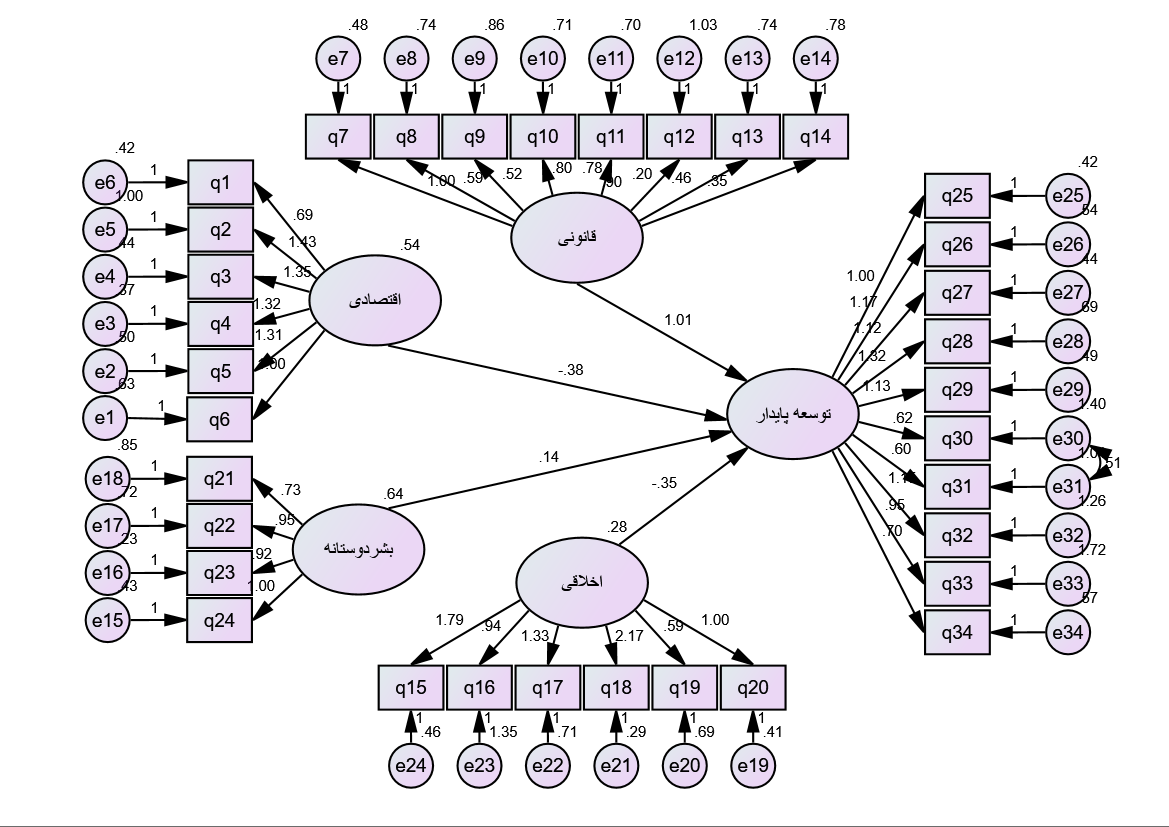 .48 .74 .86 .71 .70 1.03 .74 .78
e7 e8 e9 e10 e11 e12 e13 e14
1 1 1 1 1 1 1 1
q7 q8 q9 q10 q11 q12 q13 q14
1.00 .59 .52 .80 .78 .90 .20 .46 .35
قانونی
.42
e6 1 q1
1.00
e5 1 q2
.44
e4 1 q3
.37
e3 1 q4
.50
e2 1 q5
.63
e1 1 q6
.69
1.43
1.35
1.32
1.31
1.00
.54
اقتصادی
1.01
-.38
.14
-.35
توسعه پایدار
.85
e18 1 q21
.72
e17 1 q22
.23
e16 1 q23
.43
e15 1 q24
.73
.95
.92
1.00
.64
بشردوستانه
.28
اخلاقی
1.79 .94 1.33 2.17 .59 1.00
q15 q16 q17 q18 q19 q20
1 1 1 1 1 1
.46 1.35 .71 .29 .69 .41
e24 e23 e22 e21 e20 e19
1.00
1.17
1.12
1.32
1.13
.62
.60
.95
.70
.42
q25 1 e25
.54
q26 1 e26
.44
q27 1 e27
.69
q28 1 e28
.49
q29 1 e29
1.40
q30 1 e30
.51
q31 1 e31
1.26
q32 1 e32
1.72
q33 1 e33
.57
q34 1 e34